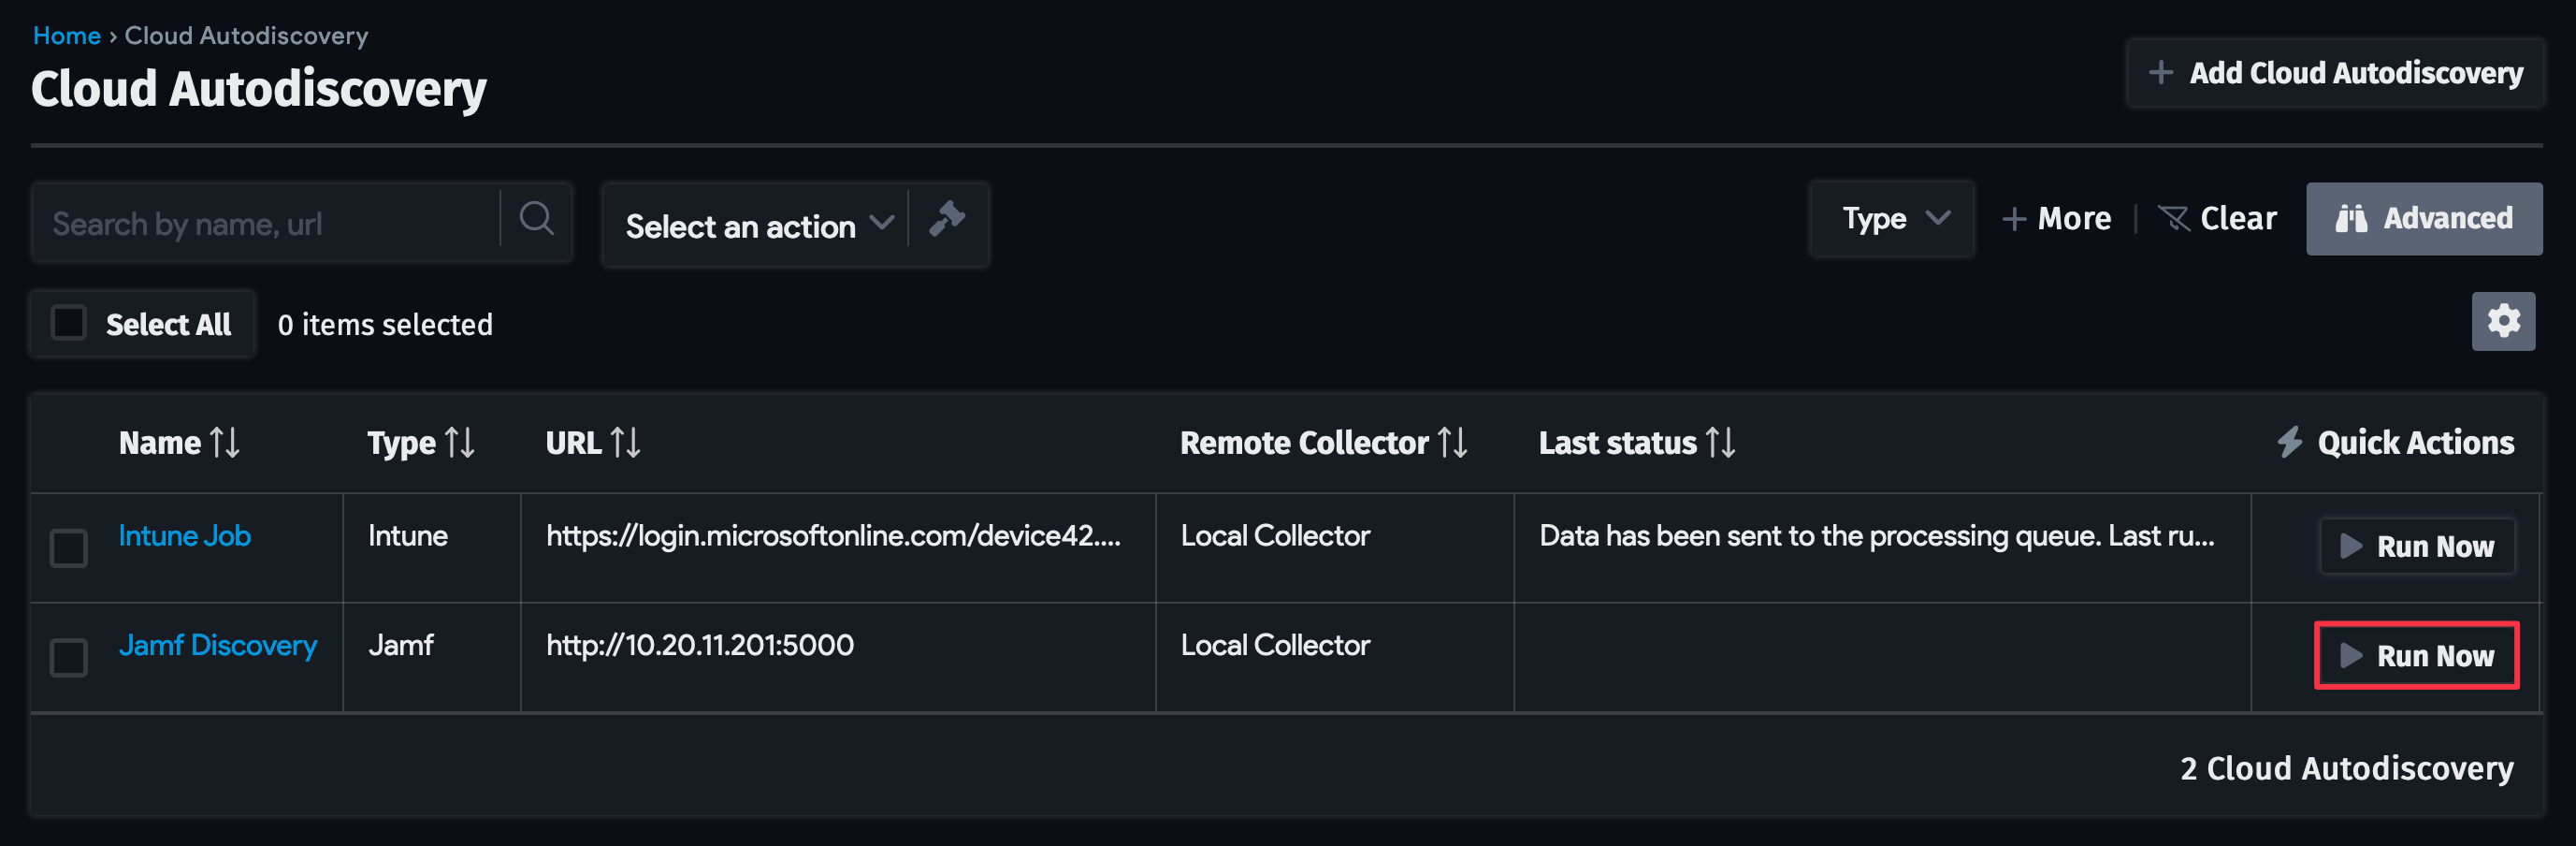 Home › Cloud Autodiscovery
Cloud Autodiscovery
Add Cloud Autodiscovery
Search by name, url
Select an action
Type
More
Clear
Advanced
Select All
0 items selected
Name Type URL Remote Collector Last status Quick Actions
Intune Job Intune https://login.microsoftonline.com/device42.... Local Collector Data has been sent to the processing queue. Last ru... Run Now
Jamf Discovery Jamf http://10.20.11.201:5000 Local Collector Run Now
2 Cloud Autodiscovery